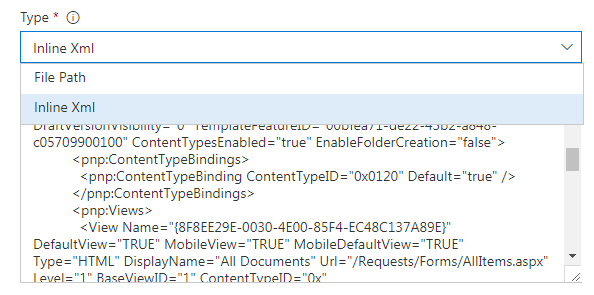 Type *
Inline Xml
File Path
Inline Xml
DraftVersionVisibility="0" TemplateFeatureID="00bfea71-de22-43b2-a848-
c05709900100" ContentTypesEnabled="true" EnableFolderCreation="false">
<pnp:ContentTypeBindings>
<pnp:ContentTypeBinding ContentTypeID="0x0120" Default="true" />
</pnp:ContentTypeBindings>
<pnp:Views>
<View Name="{8F8EE29E-0030-4E00-85F4-EC48C137A89E}"
DefaultView="TRUE" MobileView="TRUE" MobileDefaultView="TRUE"
Type="HTML" DisplayName="All Documents" Url="/Requests/Forms/AllItems.aspx"
Level="1" BaseViewID="1" ContentTypeID="0x"